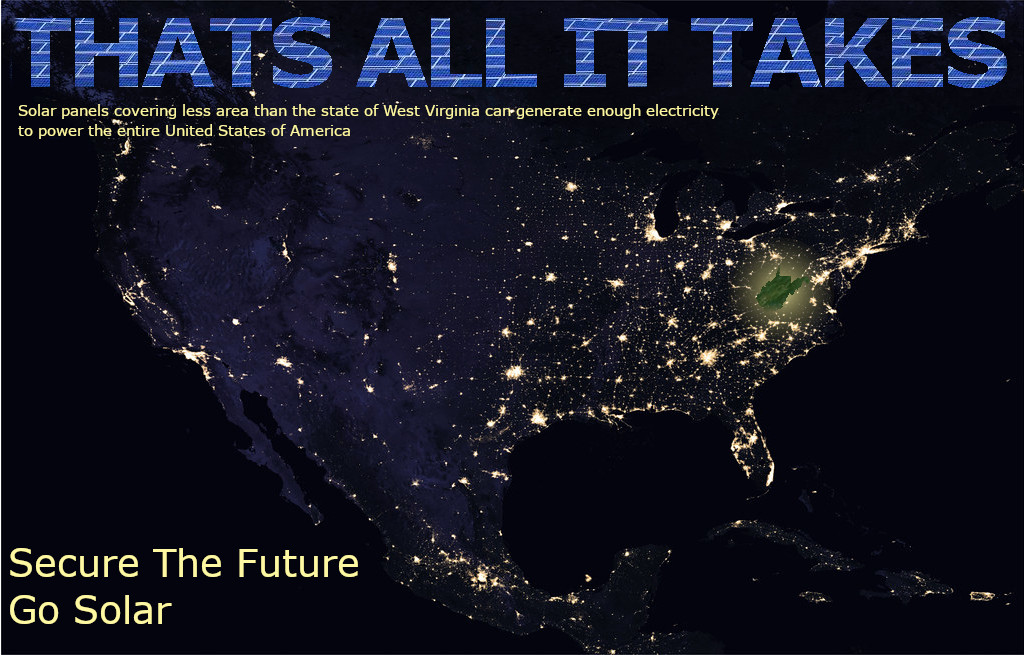 THATS ALL IT TAKES
Solar panels covering less area than the state of West Virginia can generate enough electricity
to power the entire United States of America
Secure The Future
Go Solar